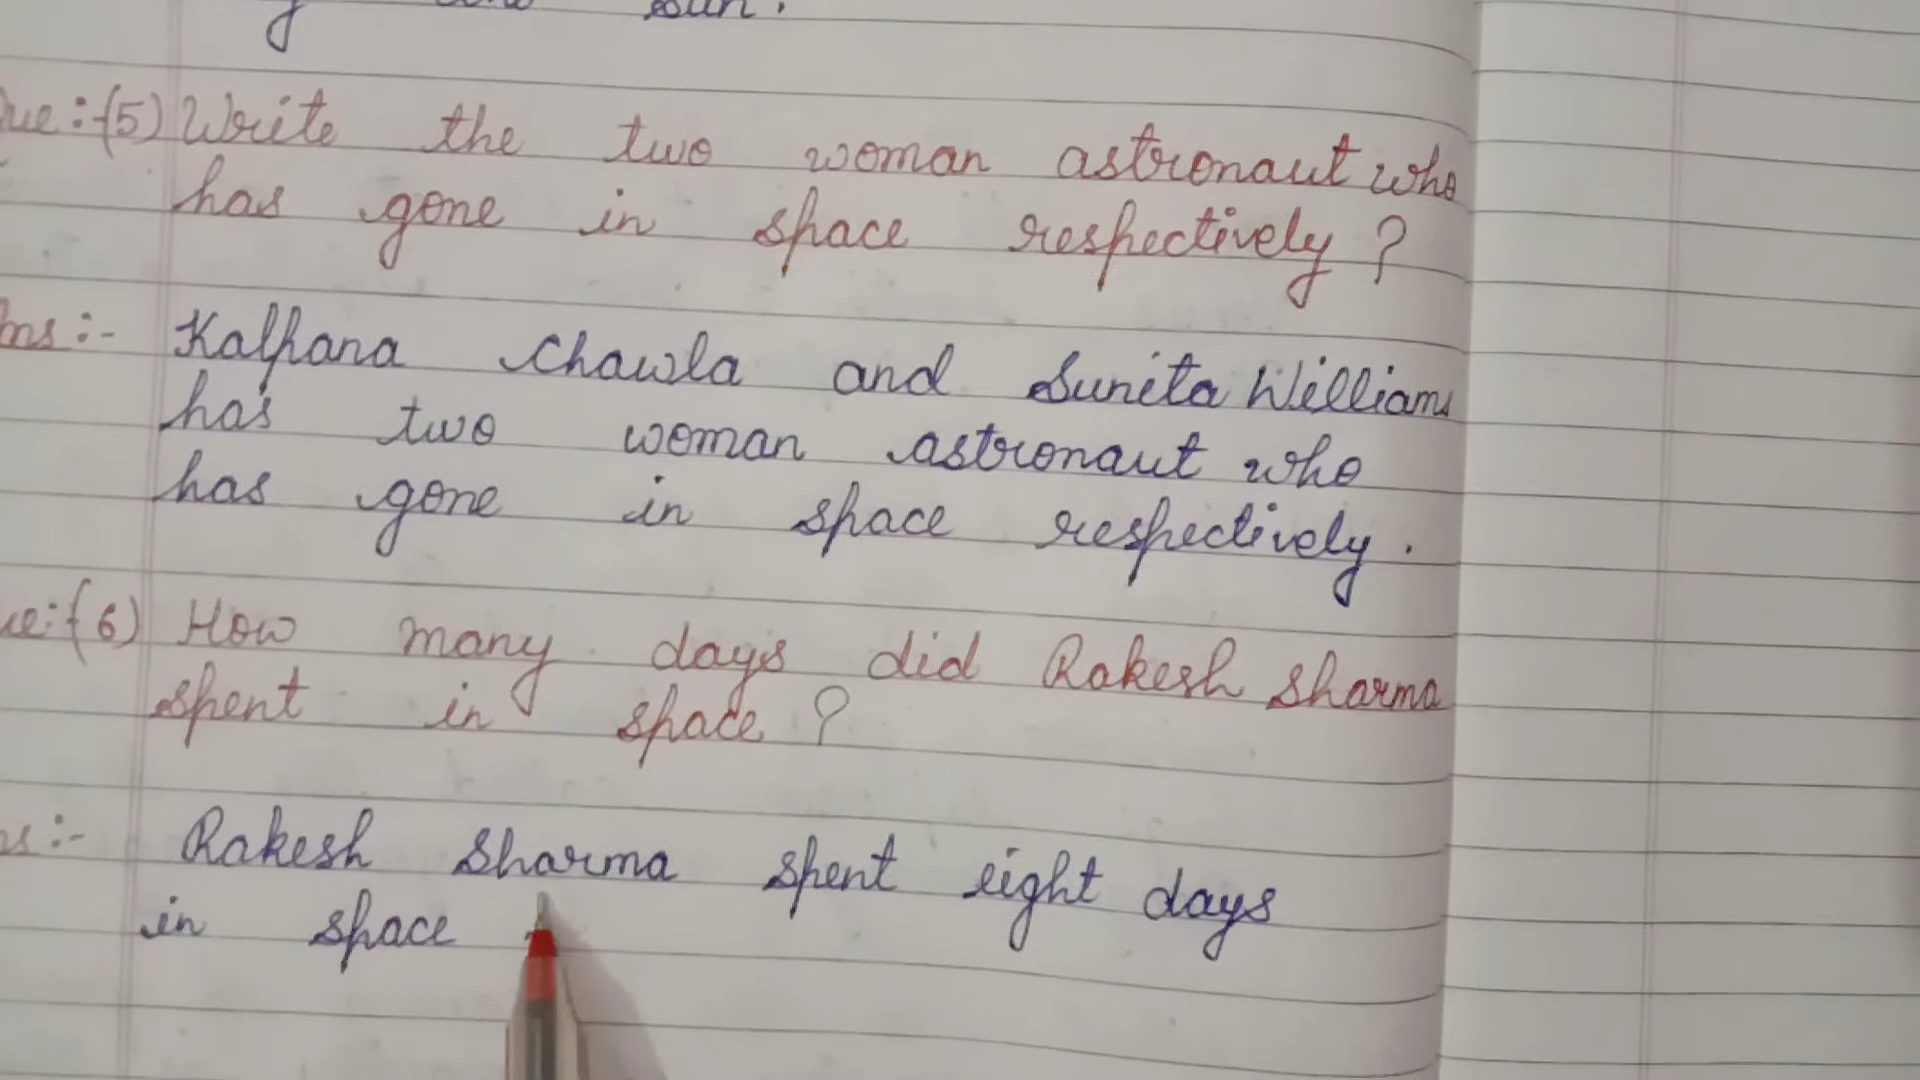 sun.
Que:-(5) Write the two woman astronaut who
has gone in space respectively?
Ans:- Kalpana Chawla and Sunita Williams
has two woman astronaut who
has gone in space respectively.
Que:-(6) How many days did Rakesh Sharma
spent in space?
Ans:- Rakesh Sharma spent eight days
in space